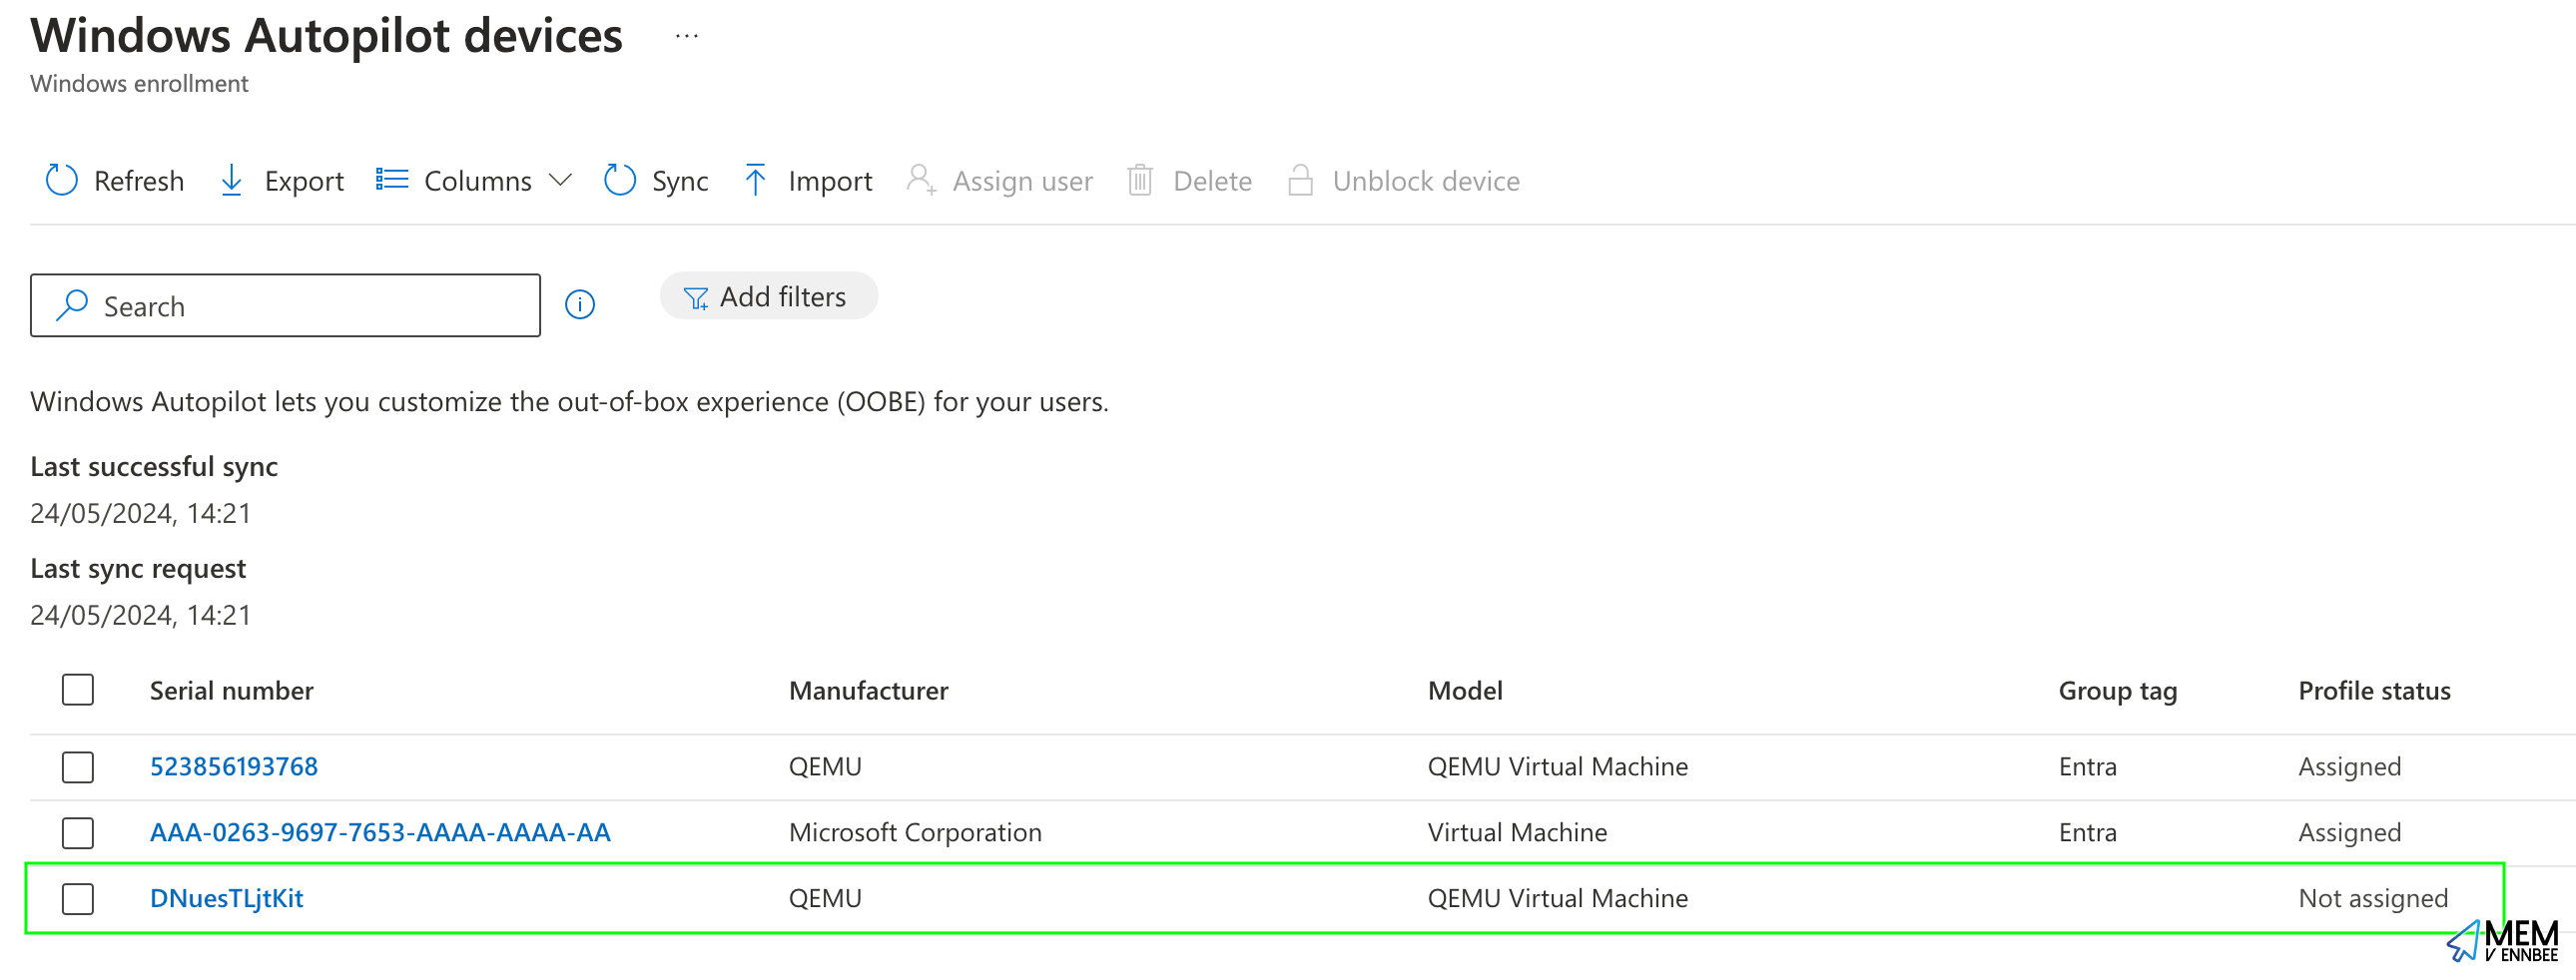 Windows Autopilot devices ...
Windows enrollment
Refresh Export Columns Sync Import Assign user Delete Unblock device
Search Add filters
Windows Autopilot lets you customize the out-of-box experience (OOBE) for your users.
Last successful sync
24/05/2024, 14:21
Last sync request
24/05/2024, 14:21
Serial number Manufacturer Model Group tag Profile status
523856193768 QEMU QEMU Virtual Machine Entra Assigned
AAA-0263-9697-7653-AAAA-AAAA-AA Microsoft Corporation Virtual Machine Entra Assigned
DNuesTLjtKit QEMU QEMU Virtual Machine Not assigned
MEM
V ENNBEE